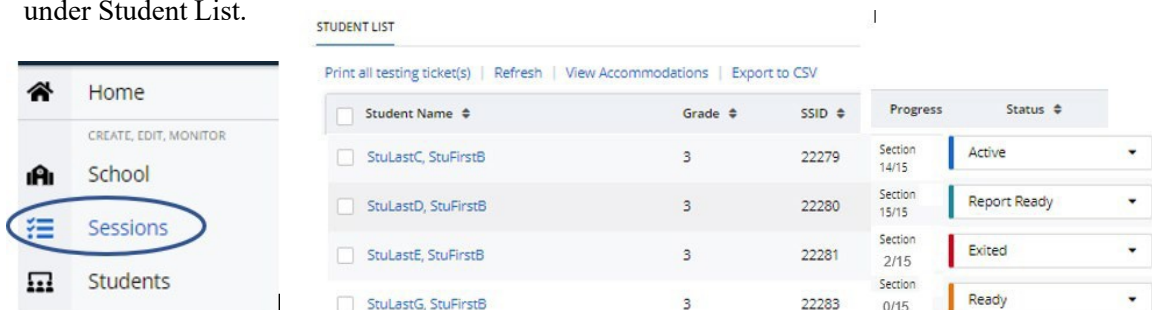 under Student List.
Home
CREATE, EDIT, MONITOR
School
Sessions
Students
STUDENT LIST
Print all testing ticket(s) | Refresh | View Accommodations | Export to CSV
Student Name Grade SSID Progress Status
StuLastC, StuFirstB 3 22279 Section 14/15 Active
StuLastD, StuFirstB 3 22280 Section 15/15 Report Ready
StuLastE, StuFirstB 3 22281 Section 2/15 Exited
StuLastG, StuFirstB 3 22283 Section 0/15 Ready